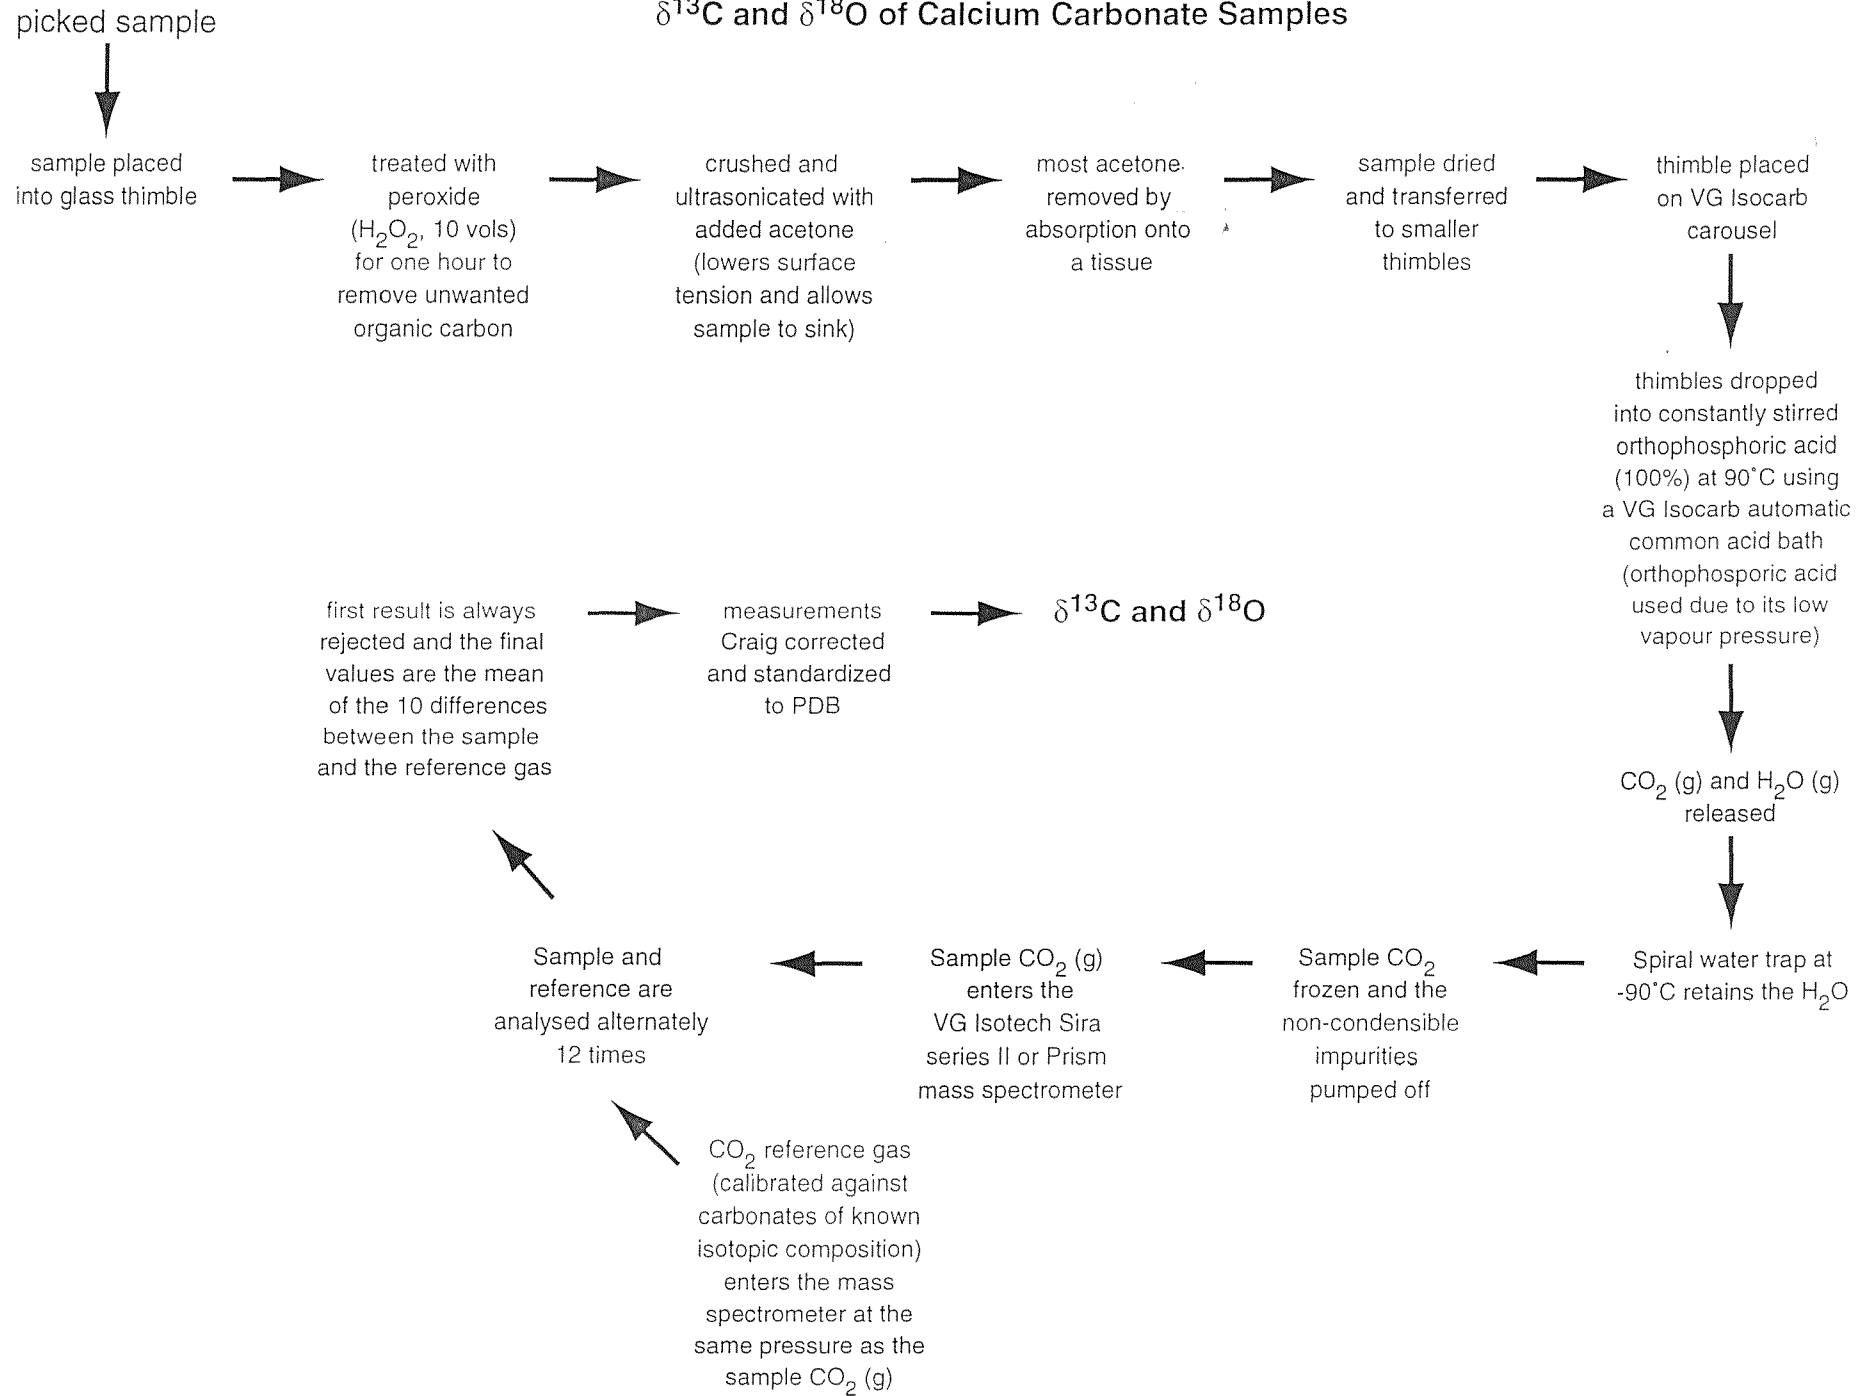 δ¹³C and δ¹⁸O of Calcium Carbonate Samples
picked sample
sample placed
into glass thimble
treated with
peroxide
(H₂O₂, 10 vols)
for one hour to
remove unwanted
organic carbon
crushed and
ultrasonicated with
added acetone
(lowers surface
tension and allows
sample to sink)
most acetone
removed by
absorption onto
a tissue
sample dried
and transferred
to smaller
thimbles
thimble placed
on VG Isocarb
carousel
thimbles dropped
into constantly stirred
orthophosphoric acid
(100%) at 90°C using
a VG Isocarb automatic
common acid bath
(orthophosporic acid
used due to its low
vapour pressure)
CO₂ (g) and H₂O (g)
released
Spiral water trap at
-90°C retains the H₂O
Sample CO₂
frozen and the
non-condensible
impurities
pumped off
Sample CO₂ (g)
enters the
VG Isotech Sira
series II or Prism
mass spectrometer
CO₂ reference gas
(calibrated against
carbonates of known
isotopic composition)
enters the mass
spectrometer at the
same pressure as the
sample CO₂ (g)
Sample and
reference are
analysed alternately
12 times
first result is always
rejected and the final
values are the mean
of the 10 differences
between the sample
and the reference gas
measurements
Craig corrected
and standardized
to PDB
δ¹³C and δ¹⁸O